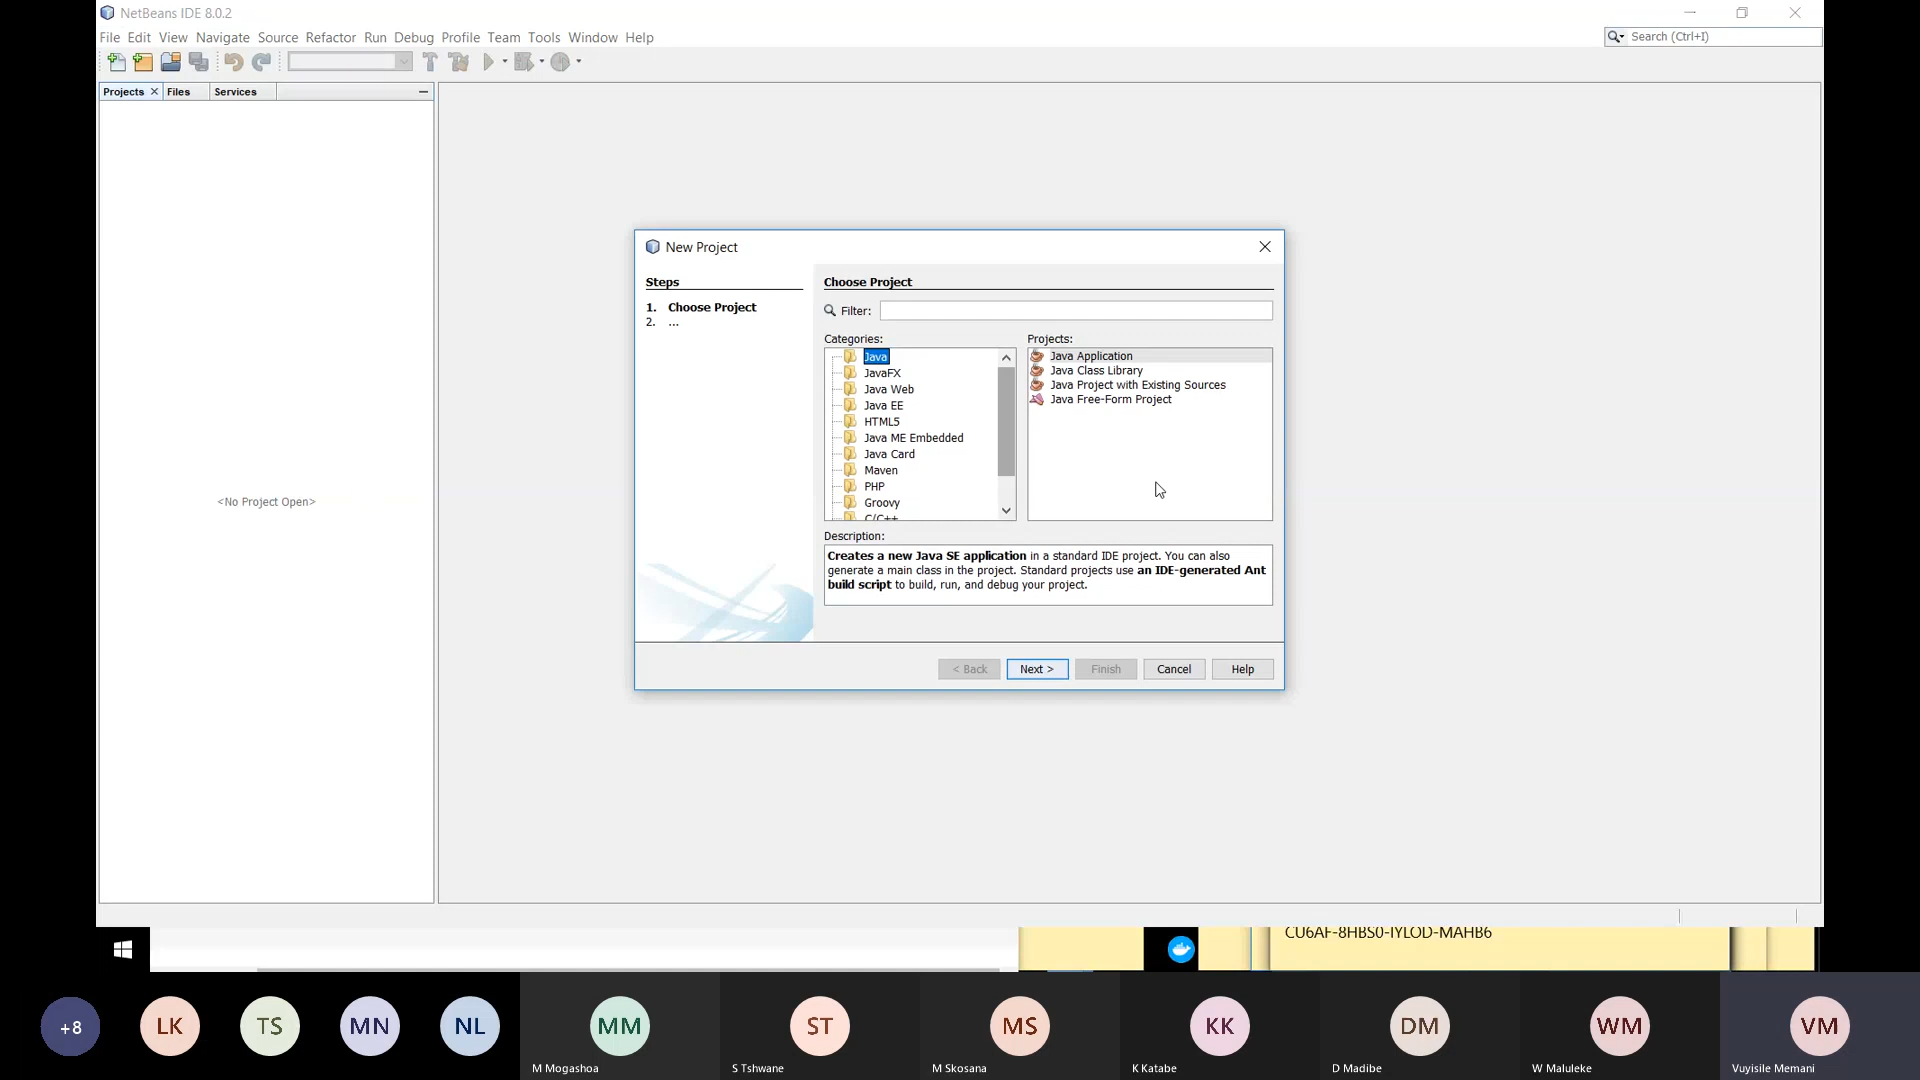 NetBeans IDE 8.0.2
File Edit View Navigate Source Refactor Run Debug Profile Team Tools Window Help
Search (Ctrl+I)
Projects Files Services
<No Project Open>
New Project
Steps
1. Choose Project
2. ...
Choose Project
Filter:
Categories:
Java
JavaFX
Java Web
Java EE
HTML5
Java ME Embedded
Java Card
Maven
PHP
Groovy
C/C++
Projects:
Java Application
Java Class Library
Java Project with Existing Sources
Java Free-Form Project
Description:
Creates a new Java SE application in a standard IDE project. You can also
generate a main class in the project. Standard projects use an IDE-generated Ant
build script to build, run, and debug your project.
< Back Next > Finish Cancel Help
CU6AF-8HBS0-IYLOD-MAHB6
+8 LK TS MN NL MM ST MS KK DM WM VM
M Mogashoa S Tshwane M Skosana K Katabe D Madibe W Maluleke Vuyisile Memani